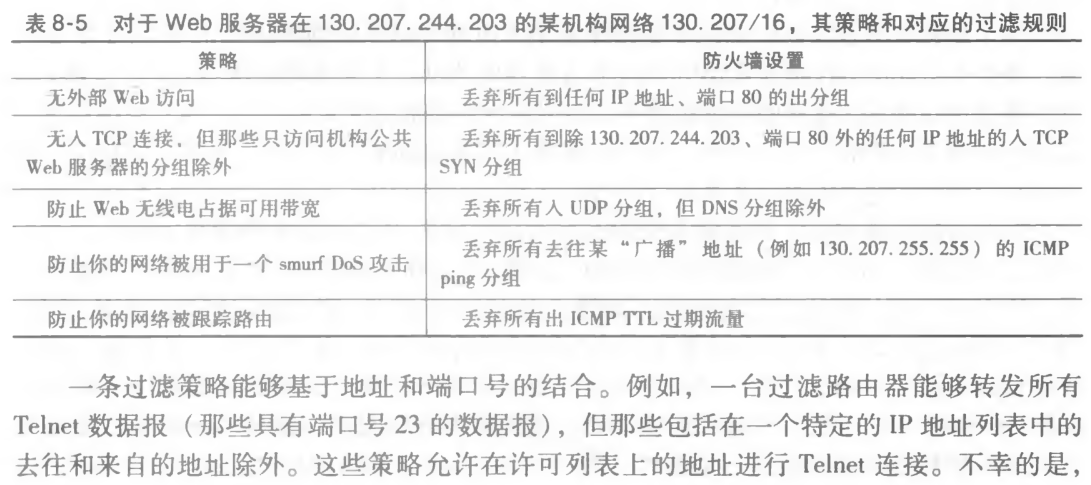 表 8-5 对于 Web 服务器在 130. 207. 244. 203 的某机构网络 130. 207/16，其策略和对应的过滤规则
策略 防火墙设置
无外部 Web 访问 丢弃所有到任何 IP 地址、端口 80 的出分组
无入 TCP 连接，但那些只访问机构公共 丢弃所有到除 130. 207. 244. 203、端口 80 外的任何 IP 地址的入 TCP
Web 服务器的分组除外 SYN 分组
防止 Web 无线电占据可用带宽 丢弃所有入 UDP 分组，但 DNS 分组除外
丢弃所有去往某“广播”地址（例如 130. 207. 255. 255）的 ICMP
防止你的网络被用于一个 smurf DoS 攻击
ping 分组
防止你的网络被跟踪路由 丢弃所有出 ICMP TTL 过期流量
一条过滤策略能够基于地址和端口号的结合。例如，一台过滤路由器能够转发所有
Telnet 数据报（那些具有端口号 23 的数据报），但那些包括在一个特定的 IP 地址列表中的
去往和来自的地址除外。这些策略允许在许可列表上的地址进行 Telnet 连接。不幸的是，